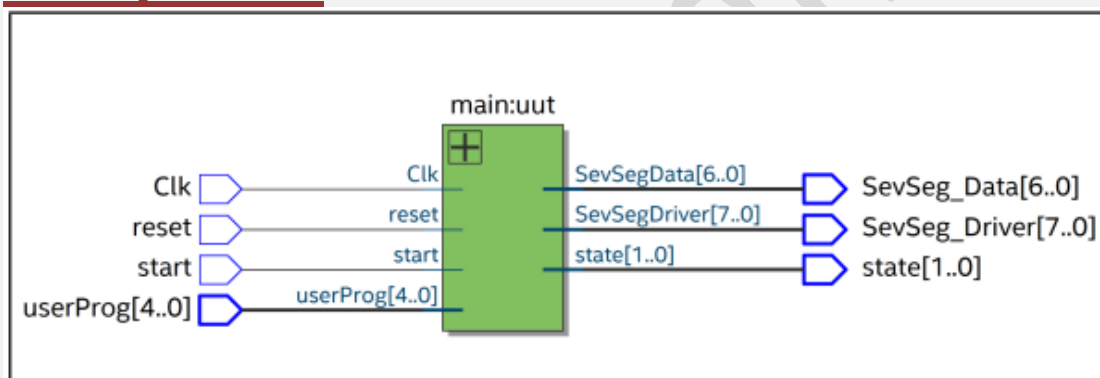 main:uut
Clk Clk SevSegData[6..0] SevSeg_Data[6..0]
reset reset SevSegDriver[7..0] SevSeg_Driver[7..0]
start start state[1..0] state[1..0]
userProg[4..0] userProg[4..0]